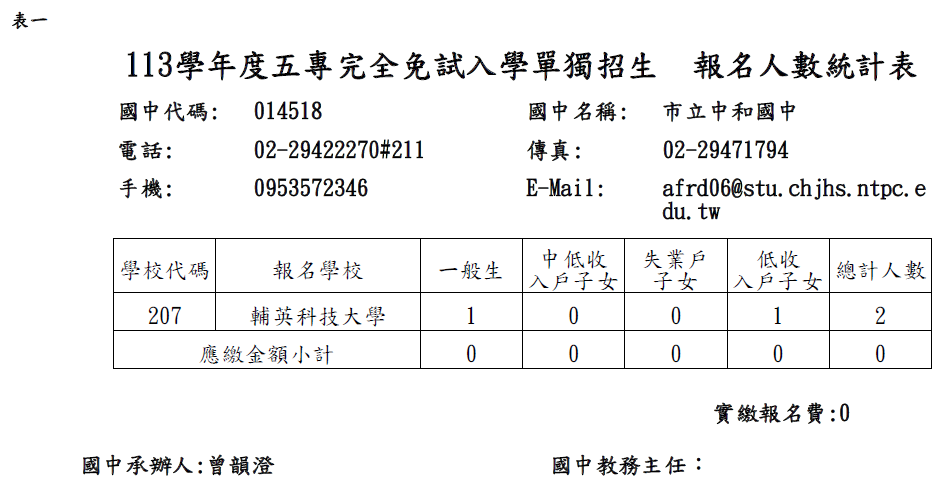 表一
113學年度五專完全免試入學單獨招生 報名人數統計表
國中代碼: 014518 國中名稱: 市立中和國中
電話: 02-29422270#211 傳真: 02-29471794
手機: 0953572346 E-Mail: afrd06@stu.chjhs.ntpc.e
du.tw
學校代碼 報名學校 一般生 中低收入戶子女 失業戶子女 低收入戶子女 總計人數
207 輔英科技大學 1 0 0 1 2
應繳金額小計 0 0 0 0 0
實繳報名費:0
國中承辦人:曾韻澄 國中教務主任：